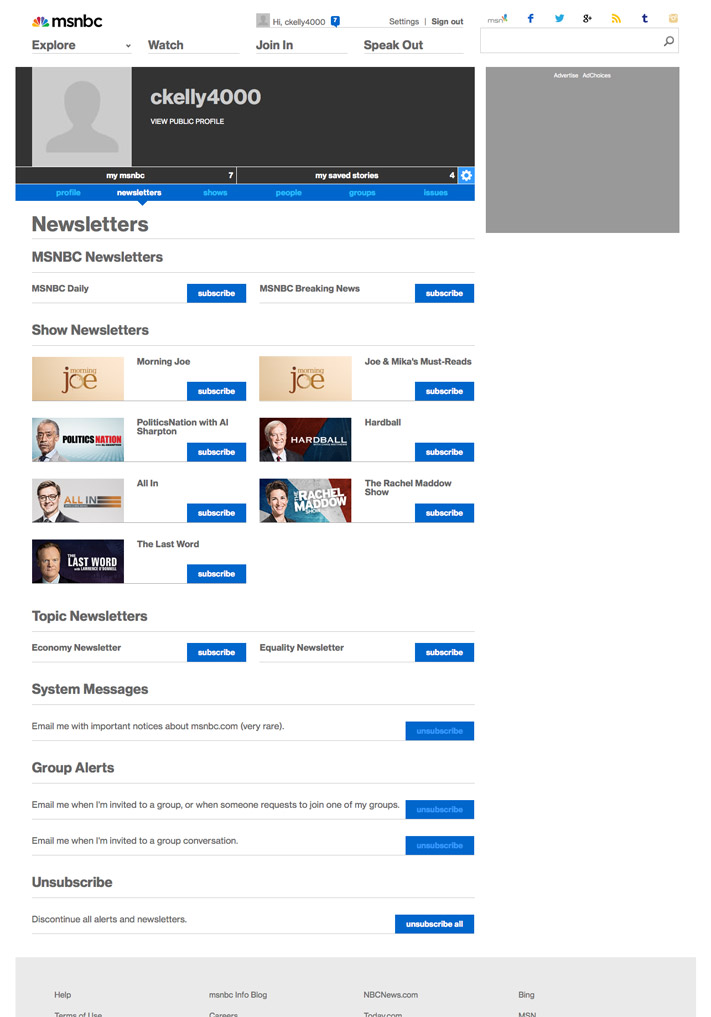 msnbc
Hi, ckelly4000 7
Settings | Sign out
msn
Explore Watch Join In Speak Out
ckelly4000
VIEW PUBLIC PROFILE
Advertise AdChoices
my msnbc 7 my saved stories 4
profile newsletters shows people groups issues
Newsletters
MSNBC Newsletters
MSNBC Daily subscribe
MSNBC Breaking News subscribe
Show Newsletters
morning joe
Morning Joe
subscribe
morning joe
Joe & Mika's Must-Reads
subscribe
POLITICSNATION
PoliticsNation with Al
Sharpton
subscribe
HARDBALL
Hardball
subscribe
ALL IN
All In
subscribe
THE RACHEL MADDOW SHOW
The Rachel Maddow
Show
subscribe
THE LAST WORD
WITH LAWRENCE O'DONNELL
The Last Word
subscribe
Topic Newsletters
Economy Newsletter subscribe
Equality Newsletter subscribe
System Messages
Email me with important notices about msnbc.com (very rare). unsubscribe
Group Alerts
Email me when I'm invited to a group, or when someone requests to join one of my groups. unsubscribe
Email me when I'm invited to a group conversation. unsubscribe
Unsubscribe
Discontinue all alerts and newsletters. unsubscribe all
Help msnbc Info Blog NBCNews.com Bing
Terms of Use Careers Today.com MSN